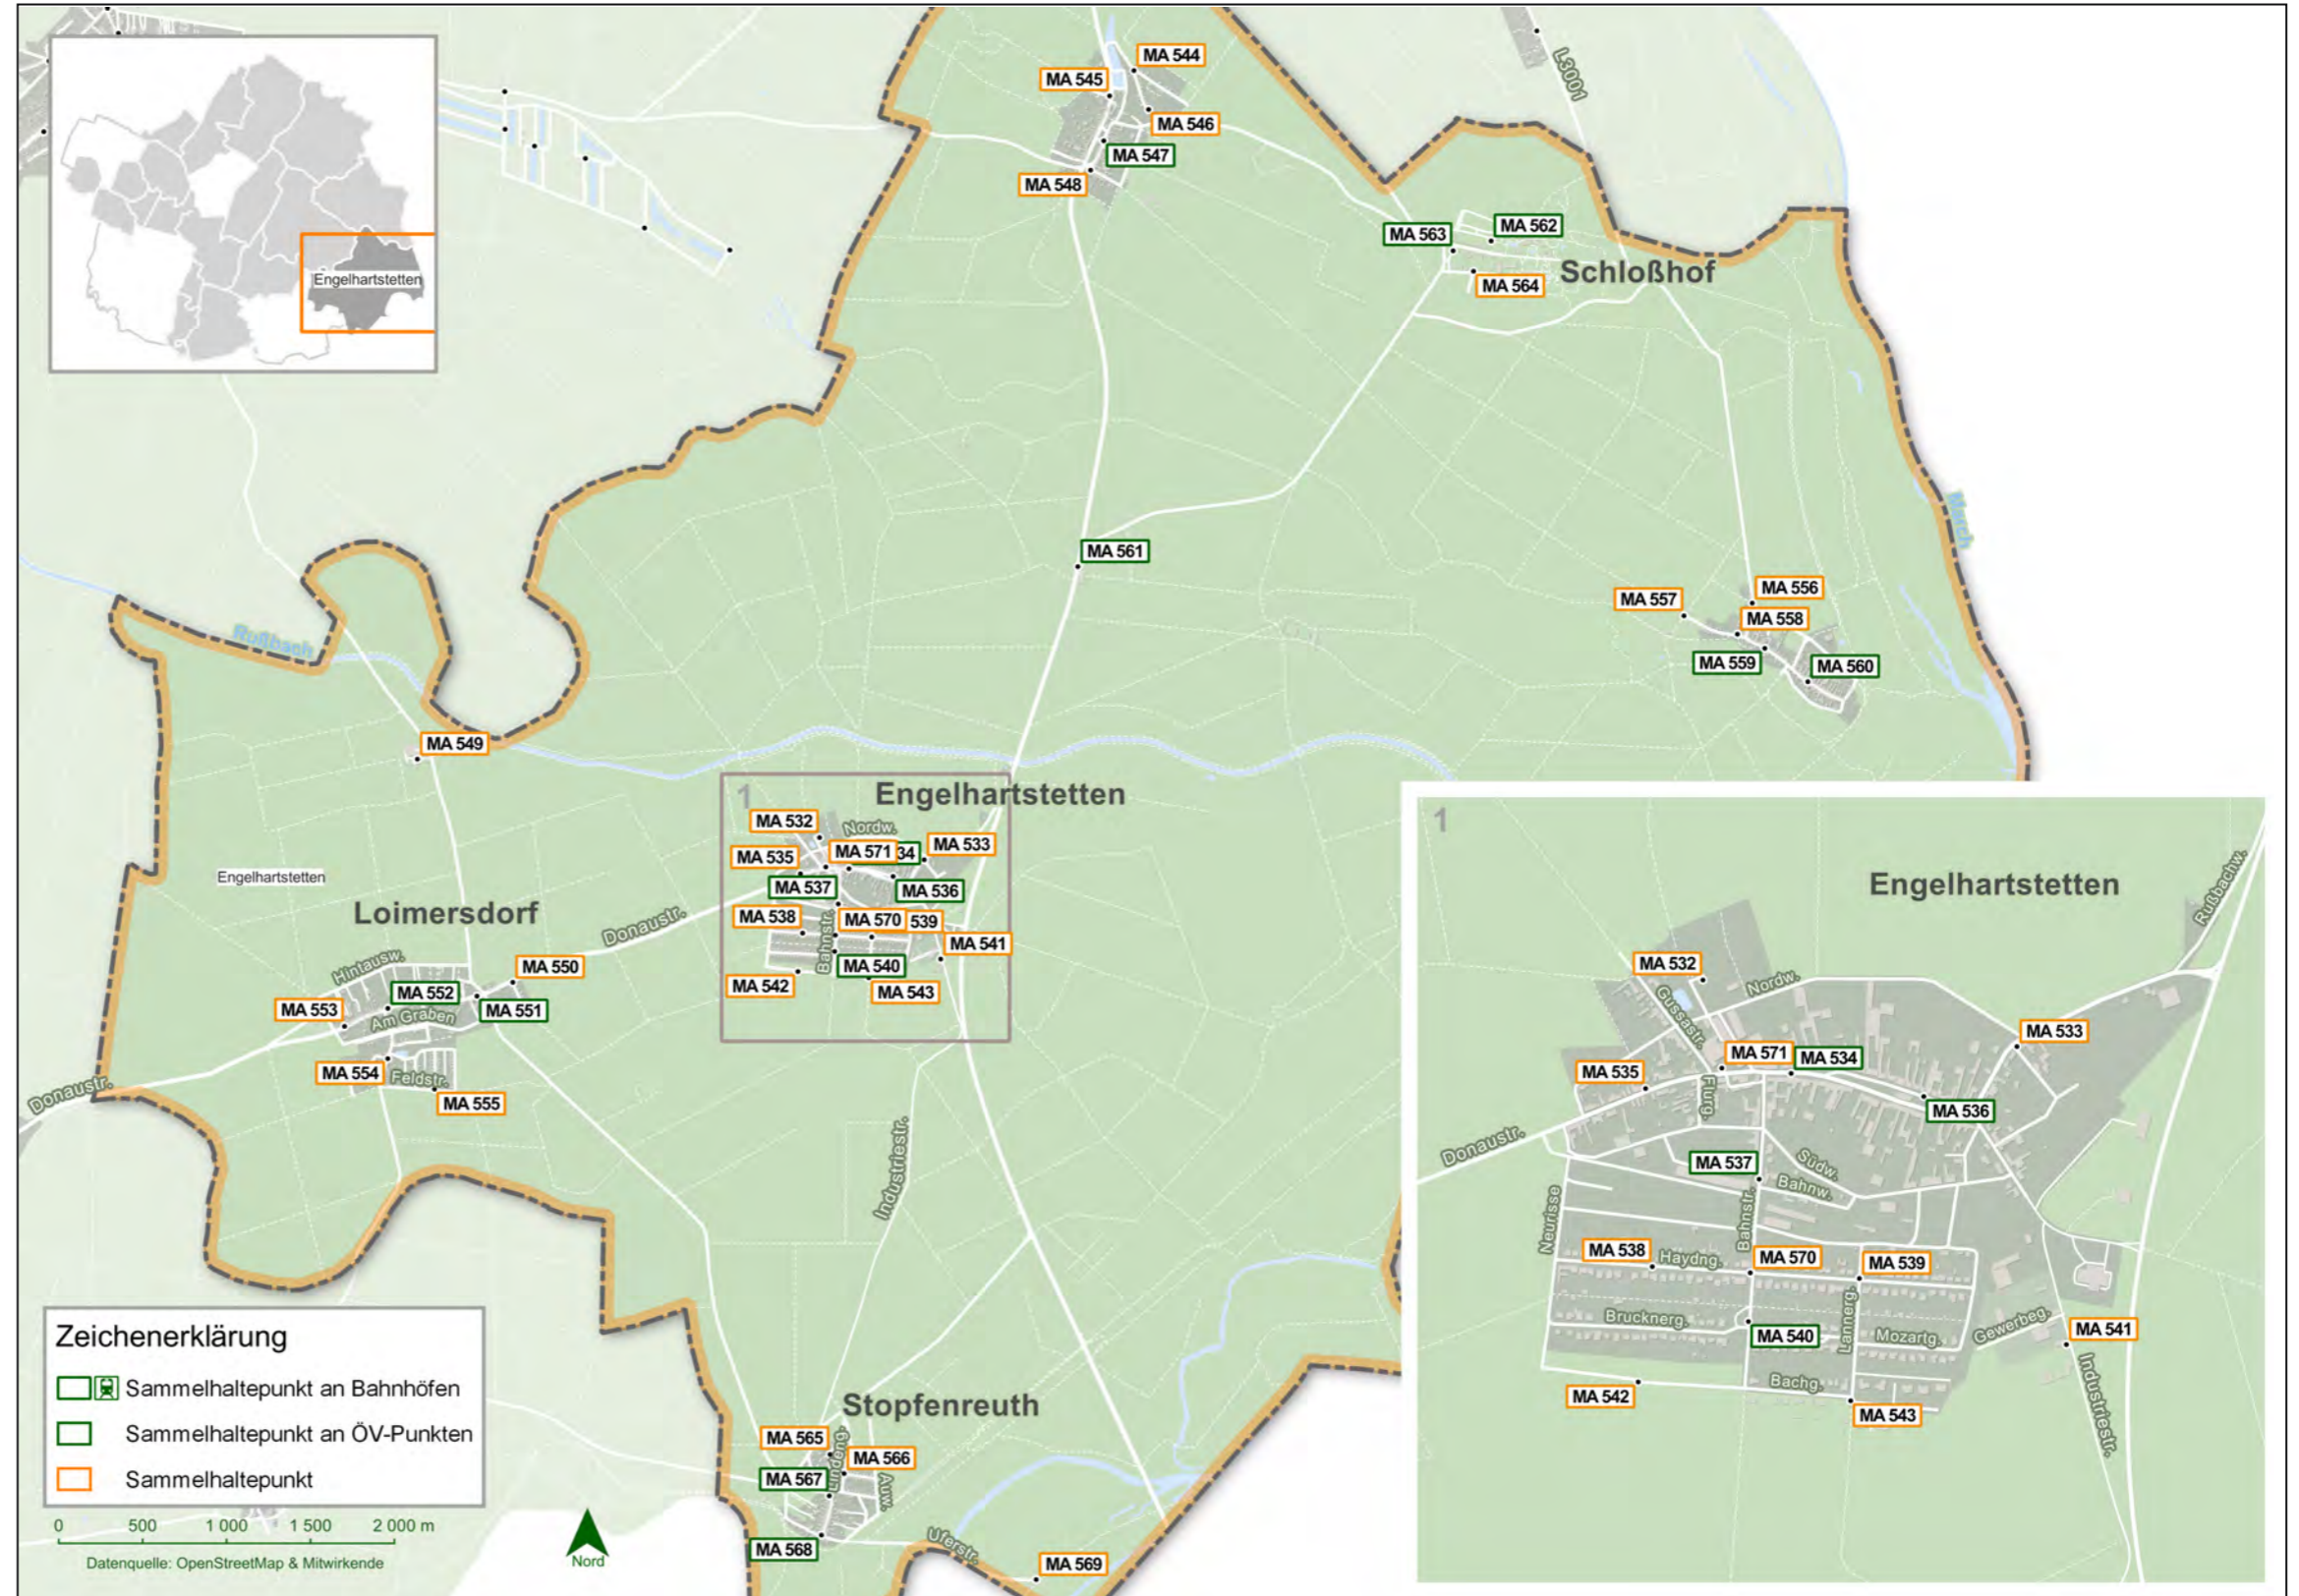 MA 544
MA 545
MA 546
MA 547
MA 548
L3001
Engelhartstetten
MA 562
MA 563
MA 564
Schloßhof
March
MA 561
MA 556
MA 557
MA 558
MA 559
MA 560
Rußbach
MA 549
Engelhartstetten
1
Engelhartstetten
MA 532
Nordw.
MA 533
MA 535
MA 571
34
MA 537
MA 536
MA 538
MA 570
539
MA 541
Bahnstr.
MA 540
MA 542
MA 543
Loimersdorf
Donaustr.
Hintausw.
MA 550
MA 552
MA 551
MA 553
Am Graben
MA 554
Feldstr.
MA 555
Donaustr.
Industriestr.
Stopfenreuth
MA 565
Lindeng.
MA 566
MA 567
Auw.
MA 568
Uferstr.
MA 569
1
Engelhartstetten
Rußbachw.
MA 532
Nordw.
Gussastr.
MA 533
MA 571
MA 534
MA 535
Flurg.
MA 536
Donaustr.
MA 537
Südw.
Bahnw.
Neurisse
Bahnstr.
MA 538
Haydng.
MA 570
MA 539
Brucknerg.
MA 540
Lannerg.
Mozartg.
Gewerbeg.
MA 541
Bachg.
MA 542
MA 543
Industriestr.
Zeichenerklärung
Sammelhaltepunkt an Bahnhöfen
Sammelhaltepunkt an ÖV-Punkten
Sammelhaltepunkt
0 500 1 000 1 500 2 000 m
Datenquelle: OpenStreetMap & Mitwirkende
Nord